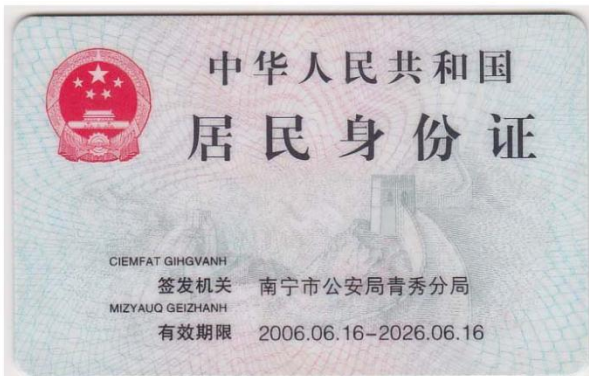 中华人民共和国
居民身份证
CIEMFAT GIHGVANH
签发机关 南宁市公安局青秀分局
MIZYAUQ GEIZHANH
有效期限 2006.06.16-2026.06.16